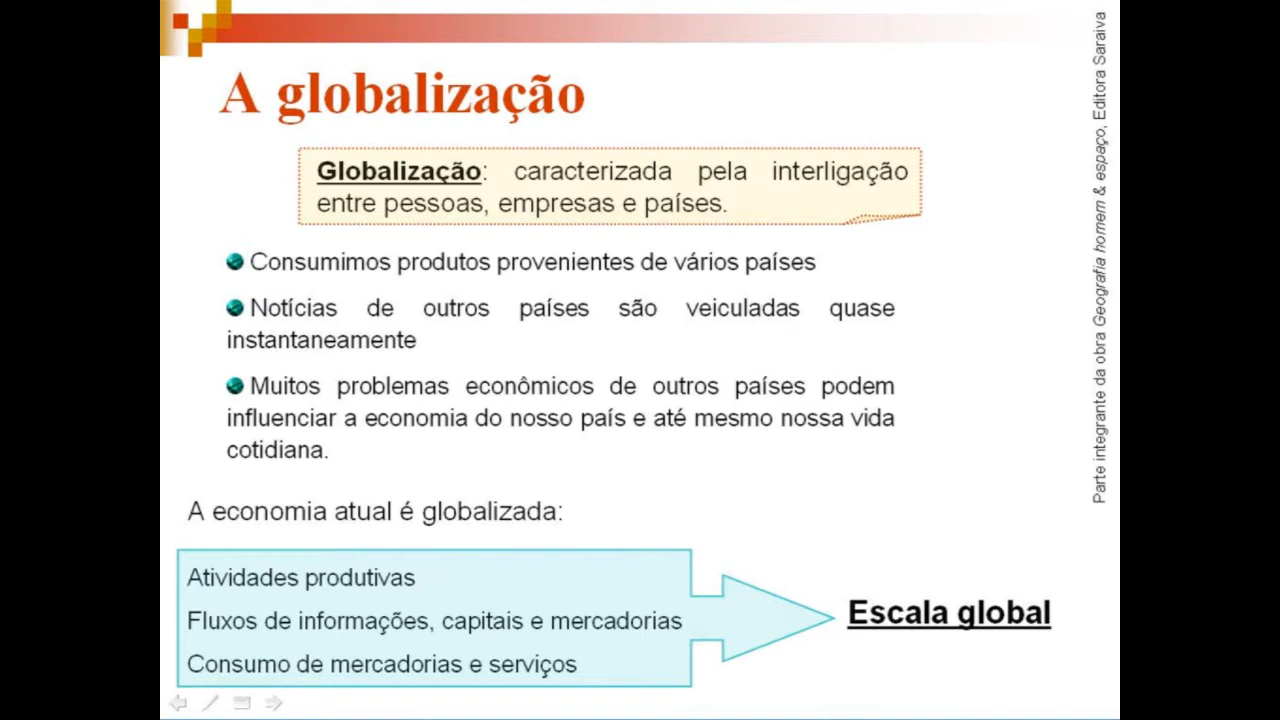 A globalização
Globalização: caracterizada pela interligação
entre pessoas, empresas e países.
Consumimos produtos provenientes de vários países
Notícias de outros países são veiculadas quase
instantaneamente
Muitos problemas econômicos de outros países podem
influenciar a economia do nosso país e até mesmo nossa vida
cotidiana.
A economia atual é globalizada:
Atividades produtivas
Fluxos de informações, capitais e mercadorias
Consumo de mercadorias e serviços
Escala global
Parte integrante da obra Geografia homem & espaço, Editora Saraiva